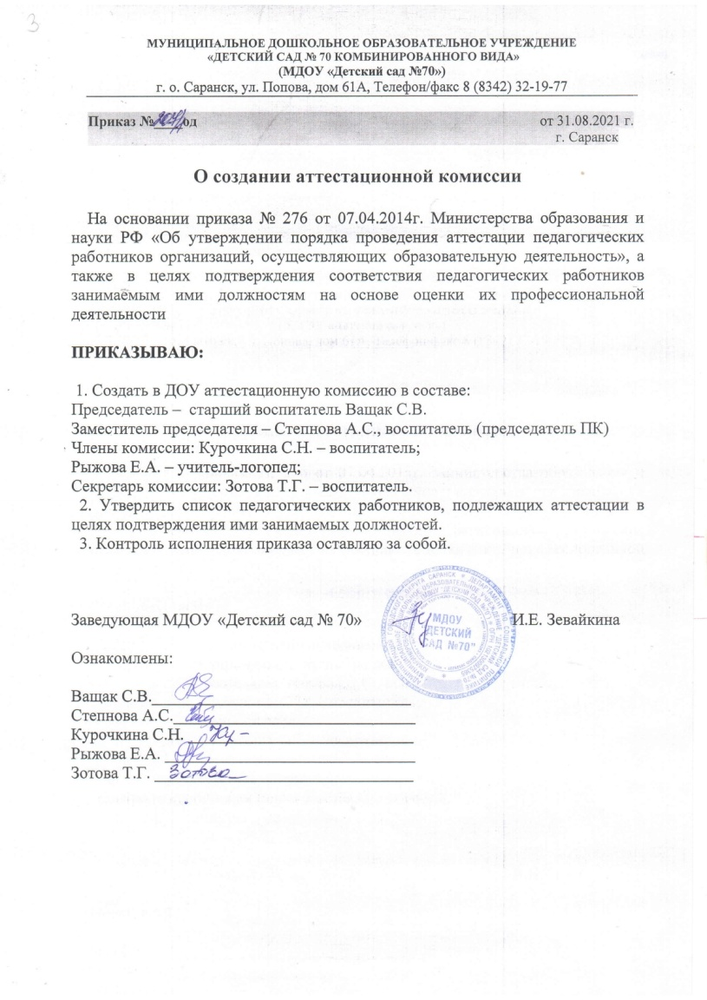 3
МУНИЦИПАЛЬНОЕ ДОШКОЛЬНОЕ ОБРАЗОВАТЕЛЬНОЕ УЧРЕЖДЕНИЕ
«ДЕТСКИЙ САД № 70 КОМБИНИРОВАННОГО ВИДА»
(МДОУ «Детский сад №70»)
г. о. Саранск, ул. Попова, дом 61А, Телефон/факс 8 (8342) 32-19-77
Приказ № од от 31.08.2021 г.
г. Саранск
О создании аттестационной комиссии
На основании приказа № 276 от 07.04.2014г. Министерства образования и
науки РФ «Об утверждении порядка проведения аттестации педагогических
работников организаций, осуществляющих образовательную деятельность», а
также в целях подтверждения соответствия педагогических работников
занимаемым ими должностям на основе оценки их профессиональной
деятельности
ПРИКАЗЫВАЮ:
1. Создать в ДОУ аттестационную комиссию в составе:
Председатель – старший воспитатель Ващак С.В.
Заместитель председателя – Степнова А.С., воспитатель (председатель ПК)
Члены комиссии: Курочкина С.Н. – воспитатель;
Рыжова Е.А. – учитель-логопед;
Секретарь комиссии: Зотова Т.Г. – воспитатель.
2. Утвердить список педагогических работников, подлежащих аттестации в
целях подтверждения ими занимаемых должностей.
3. Контроль исполнения приказа оставляю за собой.
Заведующая МДОУ «Детский сад № 70» И.Е. Зевайкина
МДОУ
"ДЕТСКИЙ
САД №70"
Ознакомлены:
Ващак С.В.
Степнова А.С.
Курочкина С.Н.
Рыжова Е.А.
Зотова Т.Г. Зотова